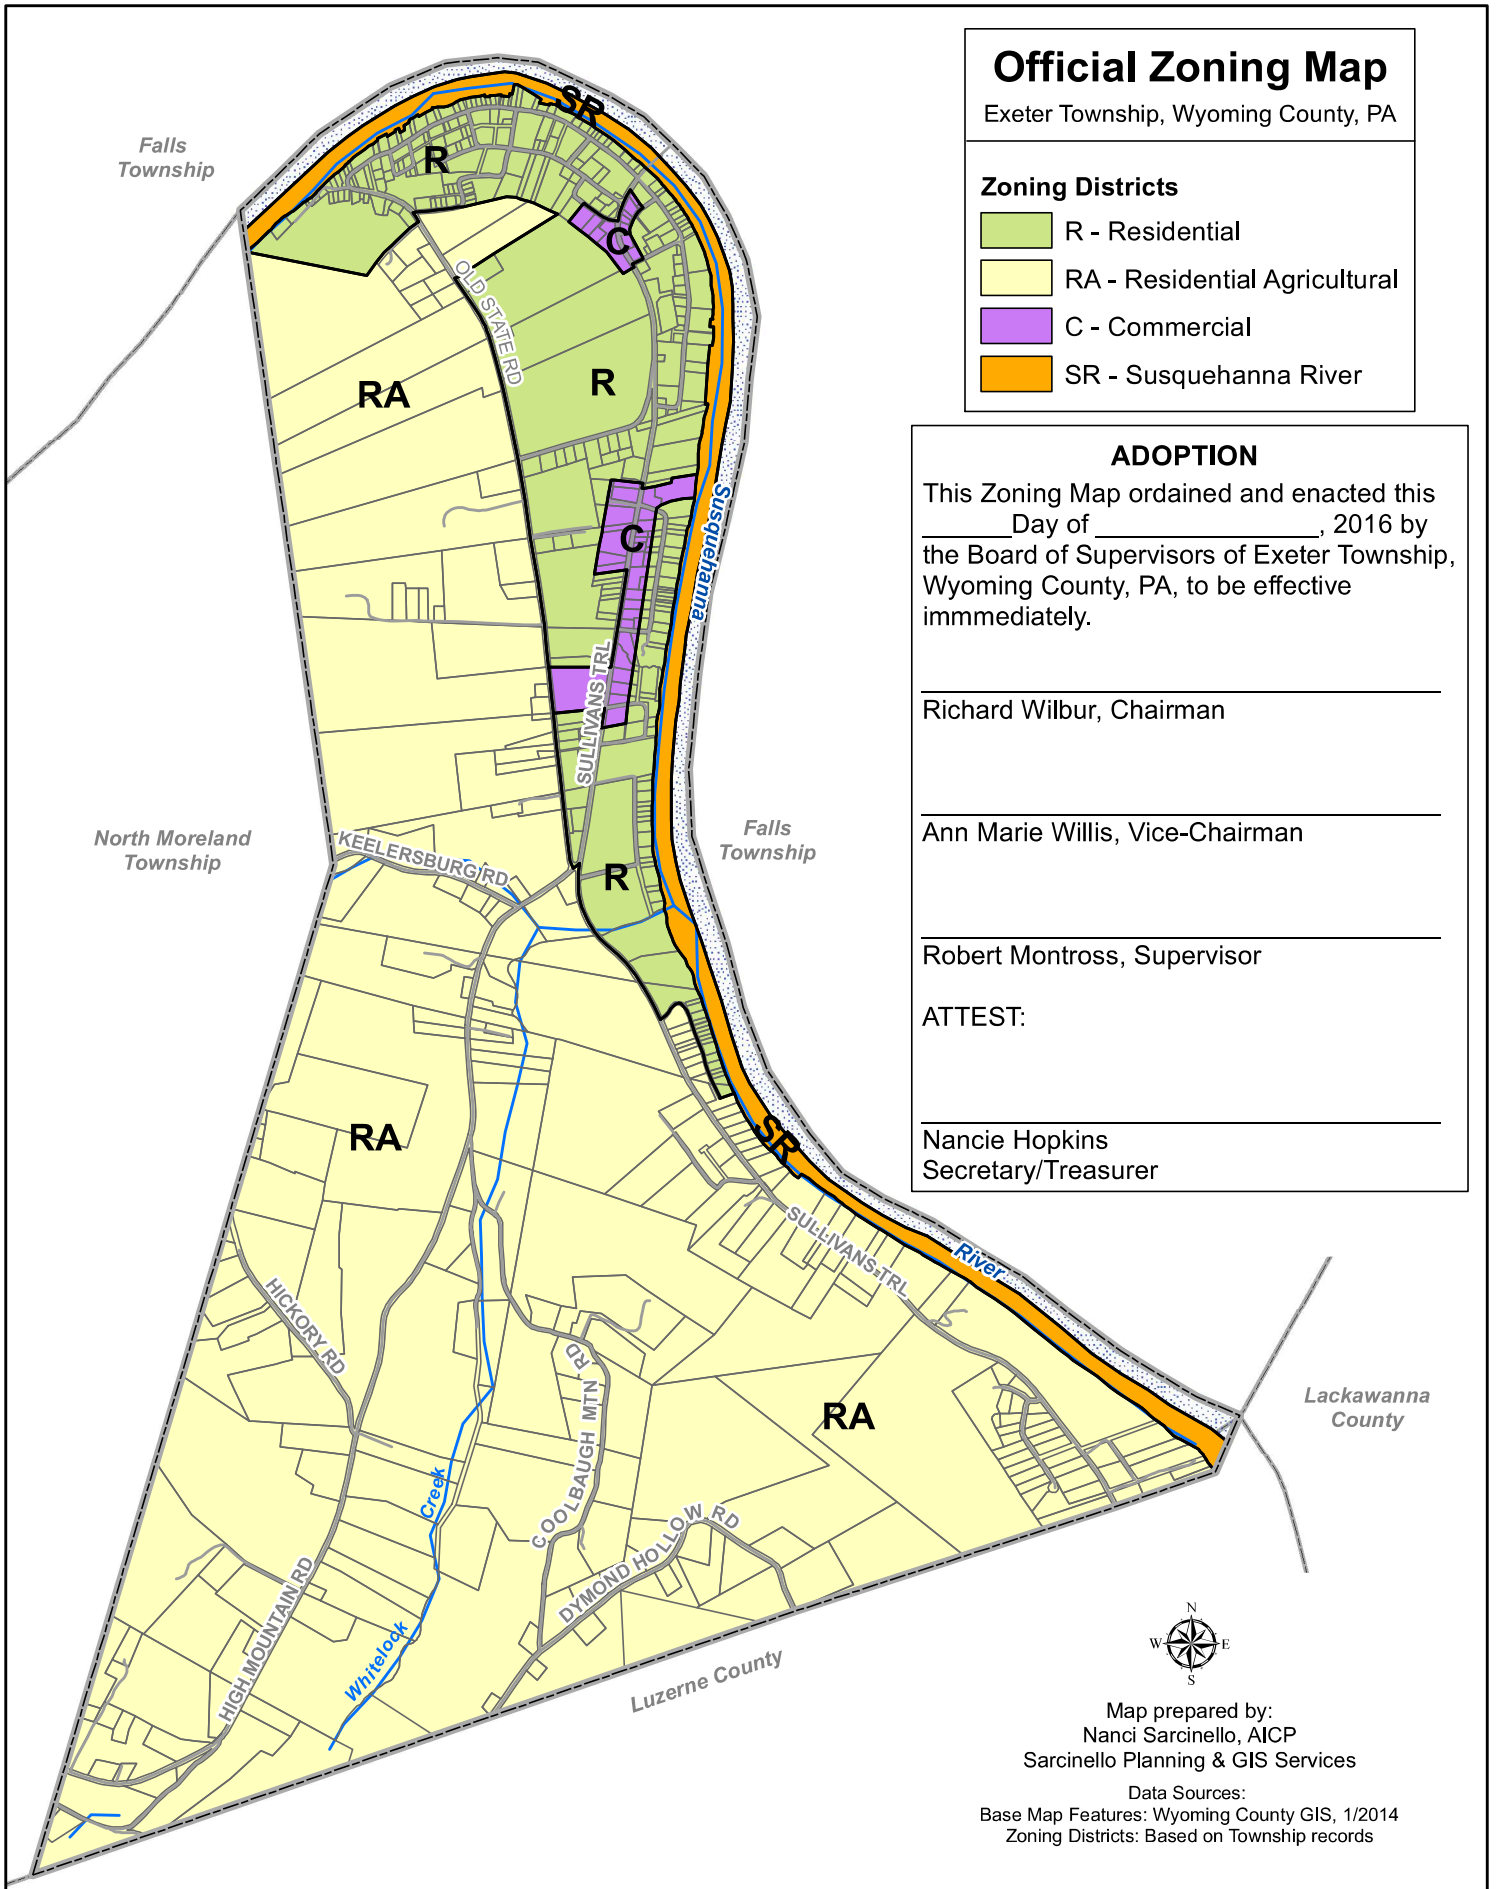 Official Zoning Map
Exeter Township, Wyoming County, PA
Zoning Districts
R - Residential
RA - Residential Agricultural
C - Commercial
SR - Susquehanna River
ADOPTION
This Zoning Map ordained and enacted this
______Day of _______________, 2016 by
the Board of Supervisors of Exeter Township,
Wyoming County, PA, to be effective
immmediately.
Richard Wilbur, Chairman
Ann Marie Willis, Vice-Chairman
Robert Montross, Supervisor
ATTEST:
Nancie Hopkins
Secretary/Treasurer
Falls
Township
SR
R
C
OLD STATE RD
RA
R
Susquehanna
C
SULLIVANS TRL
North Moreland
Township
KEELERSBURG RD
Falls
Township
R
RA
SR
SULLIVANS TRL
River
HICKORY RD
COOLBAUGH MTN RD
RA
Lackawanna
County
Creek
DYMOND HOLLOW RD
HIGH MOUNTAIN RD
Whitelock
Luzerne County
N
W
E
S
Map prepared by:
Nanci Sarcinello, AICP
Sarcinello Planning & GIS Services
Data Sources:
Base Map Features: Wyoming County GIS, 1/2014
Zoning Districts: Based on Township records